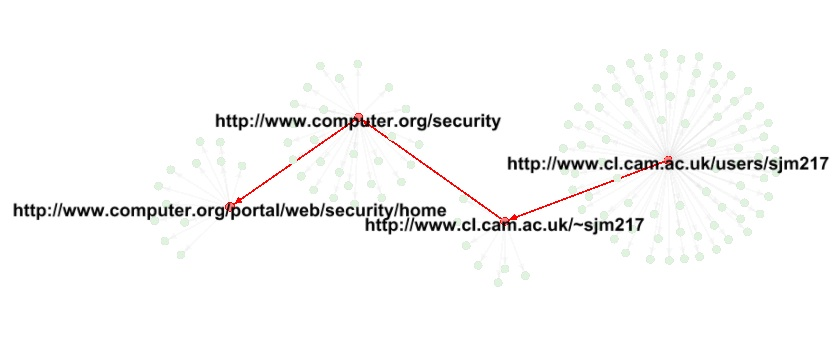 http://www.computer.org/security
http://www.cl.cam.ac.uk/users/sjm217
http://www.computer.org/portal/web/security/home
http://www.cl.cam.ac.uk/~sjm217